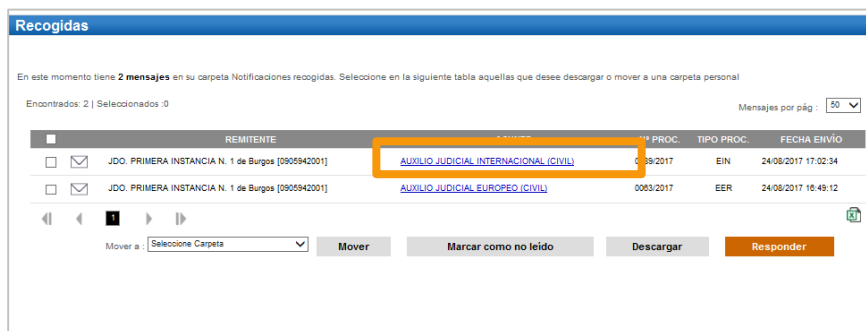 Recogidas
En este momento tiene 2 mensajes en su carpeta Notificaciones recogidas. Seleccione en la siguiente tabla aquellas que desee descargar o mover a una carpeta personal
Encontrados: 2 | Seleccionados :0
Mensajes por pág : 50
REMITENTE PROC. TIPO PROC. FECHA ENVÍO
JDO. PRIMERA INSTANCIA N. 1 de Burgos [0905942001] AUXILIO JUDICIAL INTERNACIONAL (CIVIL) EIN 24/08/2017 17:02:34
JDO. PRIMERA INSTANCIA N. 1 de Burgos [0905942001] AUXILIO JUDICIAL EUROPEO (CIVIL) 0063/2017 EER 24/08/2017 16:49:12
1
Mover a : Seleccione Carpeta Mover Marcar como no leído Descargar Responder